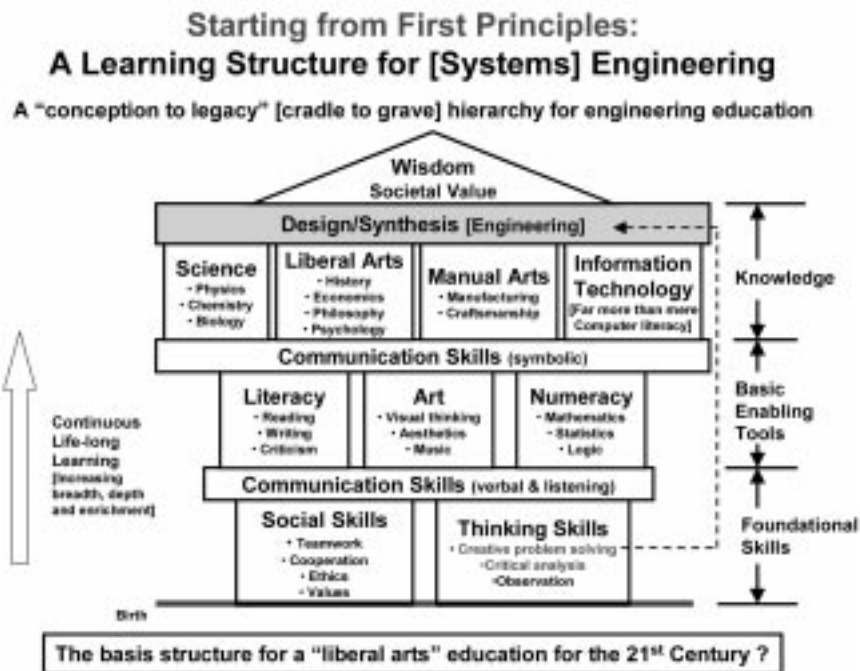 Starting from First Principles:
A Learning Structure for [Systems] Engineering
A “conception to legacy” [cradle to grave] hierarchy for engineering education
Wisdom
Societal Value
Design/Synthesis [Engineering]
Science
• Physics
• Chemistry
• Biology
Liberal Arts
• History
• Economics
• Philosophy
• Psychology
Manual Arts
• Manufacturing
• Craftsmanship
Information
Technology
[Far more than mere
Computer literacy]
Knowledge
Communication Skills (symbolic)
Literacy
• Reading
• Writing
• Criticism
Art
• Visual thinking
• Aesthetics
• Music
Numeracy
• Mathematics
• Statistics
• Logic
Basic
Enabling
Tools
Continuous
Life-long
Learning
[Increasing
breadth, depth
and enrichment]
Communication Skills (verbal & listening)
Social Skills
• Teamwork
• Cooperation
• Ethics
• Values
Thinking Skills
• Creative problem solving
• Critical analysis
• Observation
Foundational
Skills
Birth
The basis structure for a “liberal arts” education for the 21st Century ?